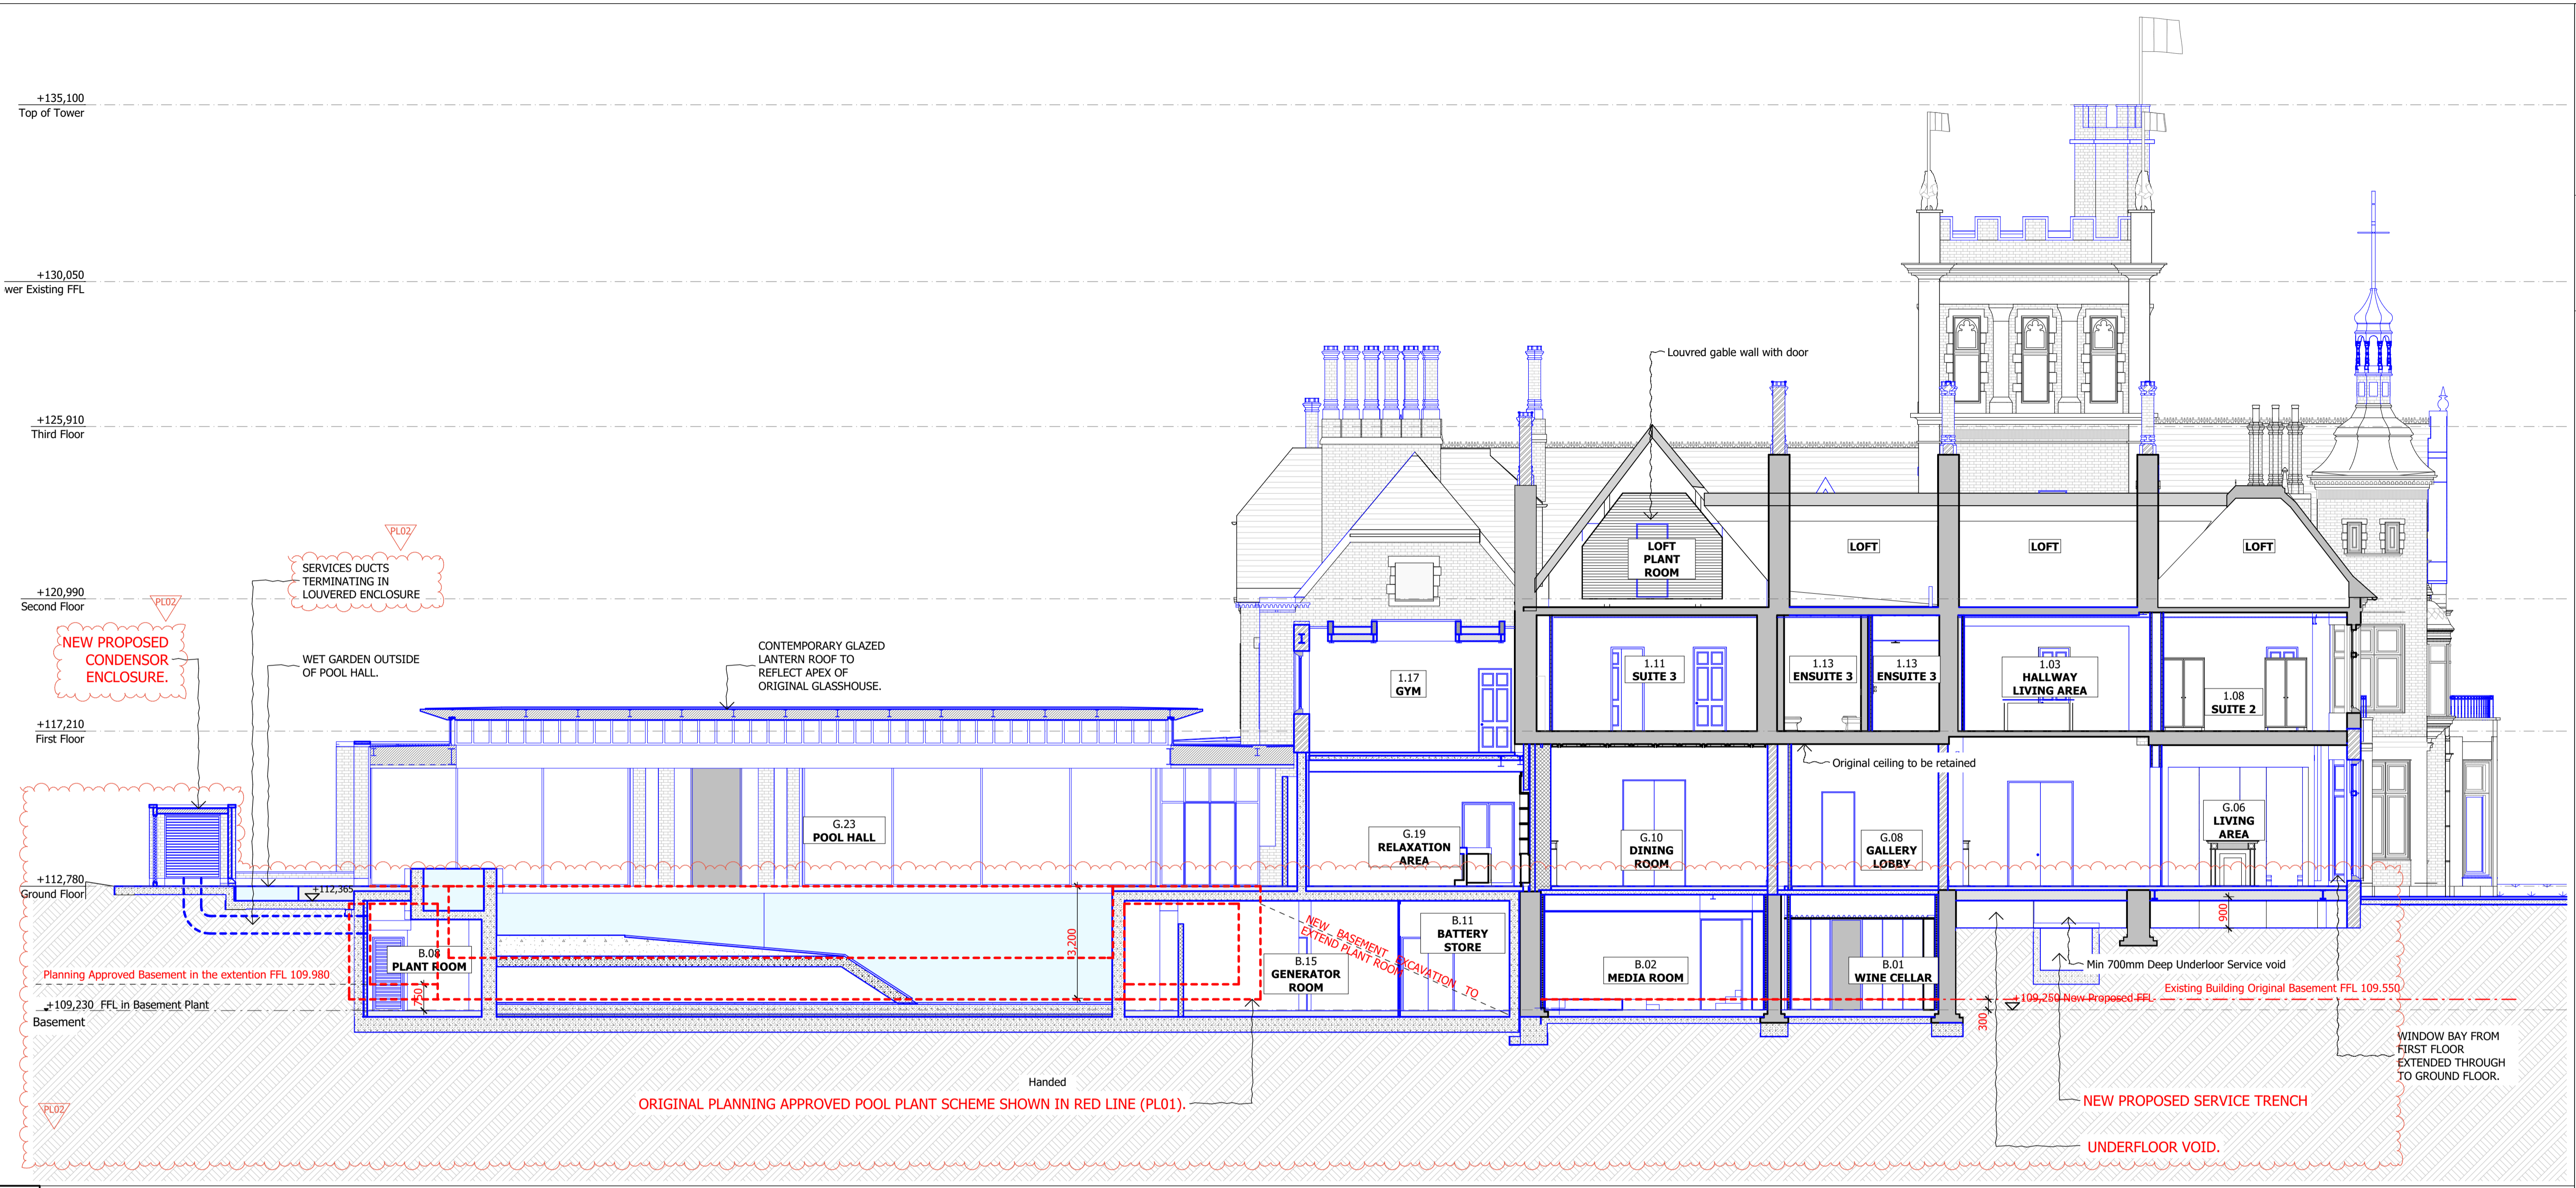 +135,100
Top of Tower
+130,050
wer Existing FFL
+125,910
Third Floor
+120,990
Second Floor
+117,210
First Floor
+112,780
Ground Floor
+109,230 FFL in Basement Plant
Basement
Planning Approved Basement in the extention FFL 109.980
PL02
SERVICES DUCTS
TERMINATING IN
LOUVERED ENCLOSURE
PL02
NEW PROPOSED
CONDENSOR
ENCLOSURE.
WET GARDEN OUTSIDE
OF POOL HALL.
CONTEMPORARY GLAZED
LANTERN ROOF TO
REFLECT APEX OF
ORIGINAL GLASSHOUSE.
Louvred gable wall with door
LOFT
PLANT
ROOM
LOFT
LOFT
LOFT
1.17
GYM
1.11
SUITE 3
1.13
ENSUITE 3
1.13
ENSUITE 3
1.03
HALLWAY
LIVING AREA
1.08
SUITE 2
Original ceiling to be retained
G.23
POOL HALL
G.19
RELAXATION
AREA
G.10
DINING
ROOM
G.08
GALLERY
LOBBY
G.06
LIVING
AREA
+112,365
B.08
PLANT ROOM
750
3,200
B.15
GENERATOR
ROOM
NEW BASEMENT EXCAVATION TO
EXTEND PLANT ROOM
B.11
BATTERY
STORE
B.02
MEDIA ROOM
B.01
WINE CELLAR
900
Min 700mm Deep Underloor Service void
Existing Building Original Basement FFL 109.550
+109,250 New Proposed FFL
300
WINDOW BAY FROM
FIRST FLOOR
EXTENDED THROUGH
TO GROUND FLOOR.
Handed
ORIGINAL PLANNING APPROVED POOL PLANT SCHEME SHOWN IN RED LINE (PL01).
NEW PROPOSED SERVICE TRENCH
UNDERFLOOR VOID.
PL02